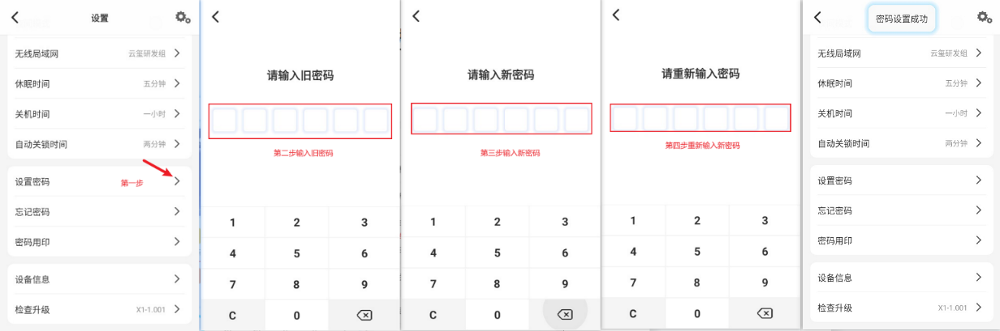 设置
无线局域网 云玺研发组
休眠时间 五分钟
关机时间 一小时
自动关锁时间 两分钟
设置密码 第一步
忘记密码
密码用印
设备信息
检查升级 X1-1.001
请输入旧密码
第二步输入旧密码
1 2 3
4 5 6
7 8 9
C 0
请输入新密码
第三步输入新密码
1 2 3
4 5 6
7 8 9
C 0
请重新输入密码
第四步重新输入新密码
1 2 3
4 5 6
7 8 9
C 0
密码设置成功
无线局域网 云玺研发组
休眠时间 五分钟
关机时间 一小时
自动关锁时间 两分钟
设置密码
忘记密码
密码用印
设备信息
检查升级 X1-1.001